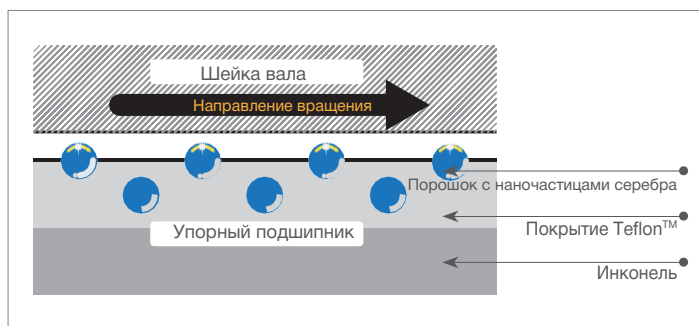 Шейка вала
Направление вращения
Порошок с наночастицами серебра
Покрытие Teflon™
Упорный подшипник
Инконель